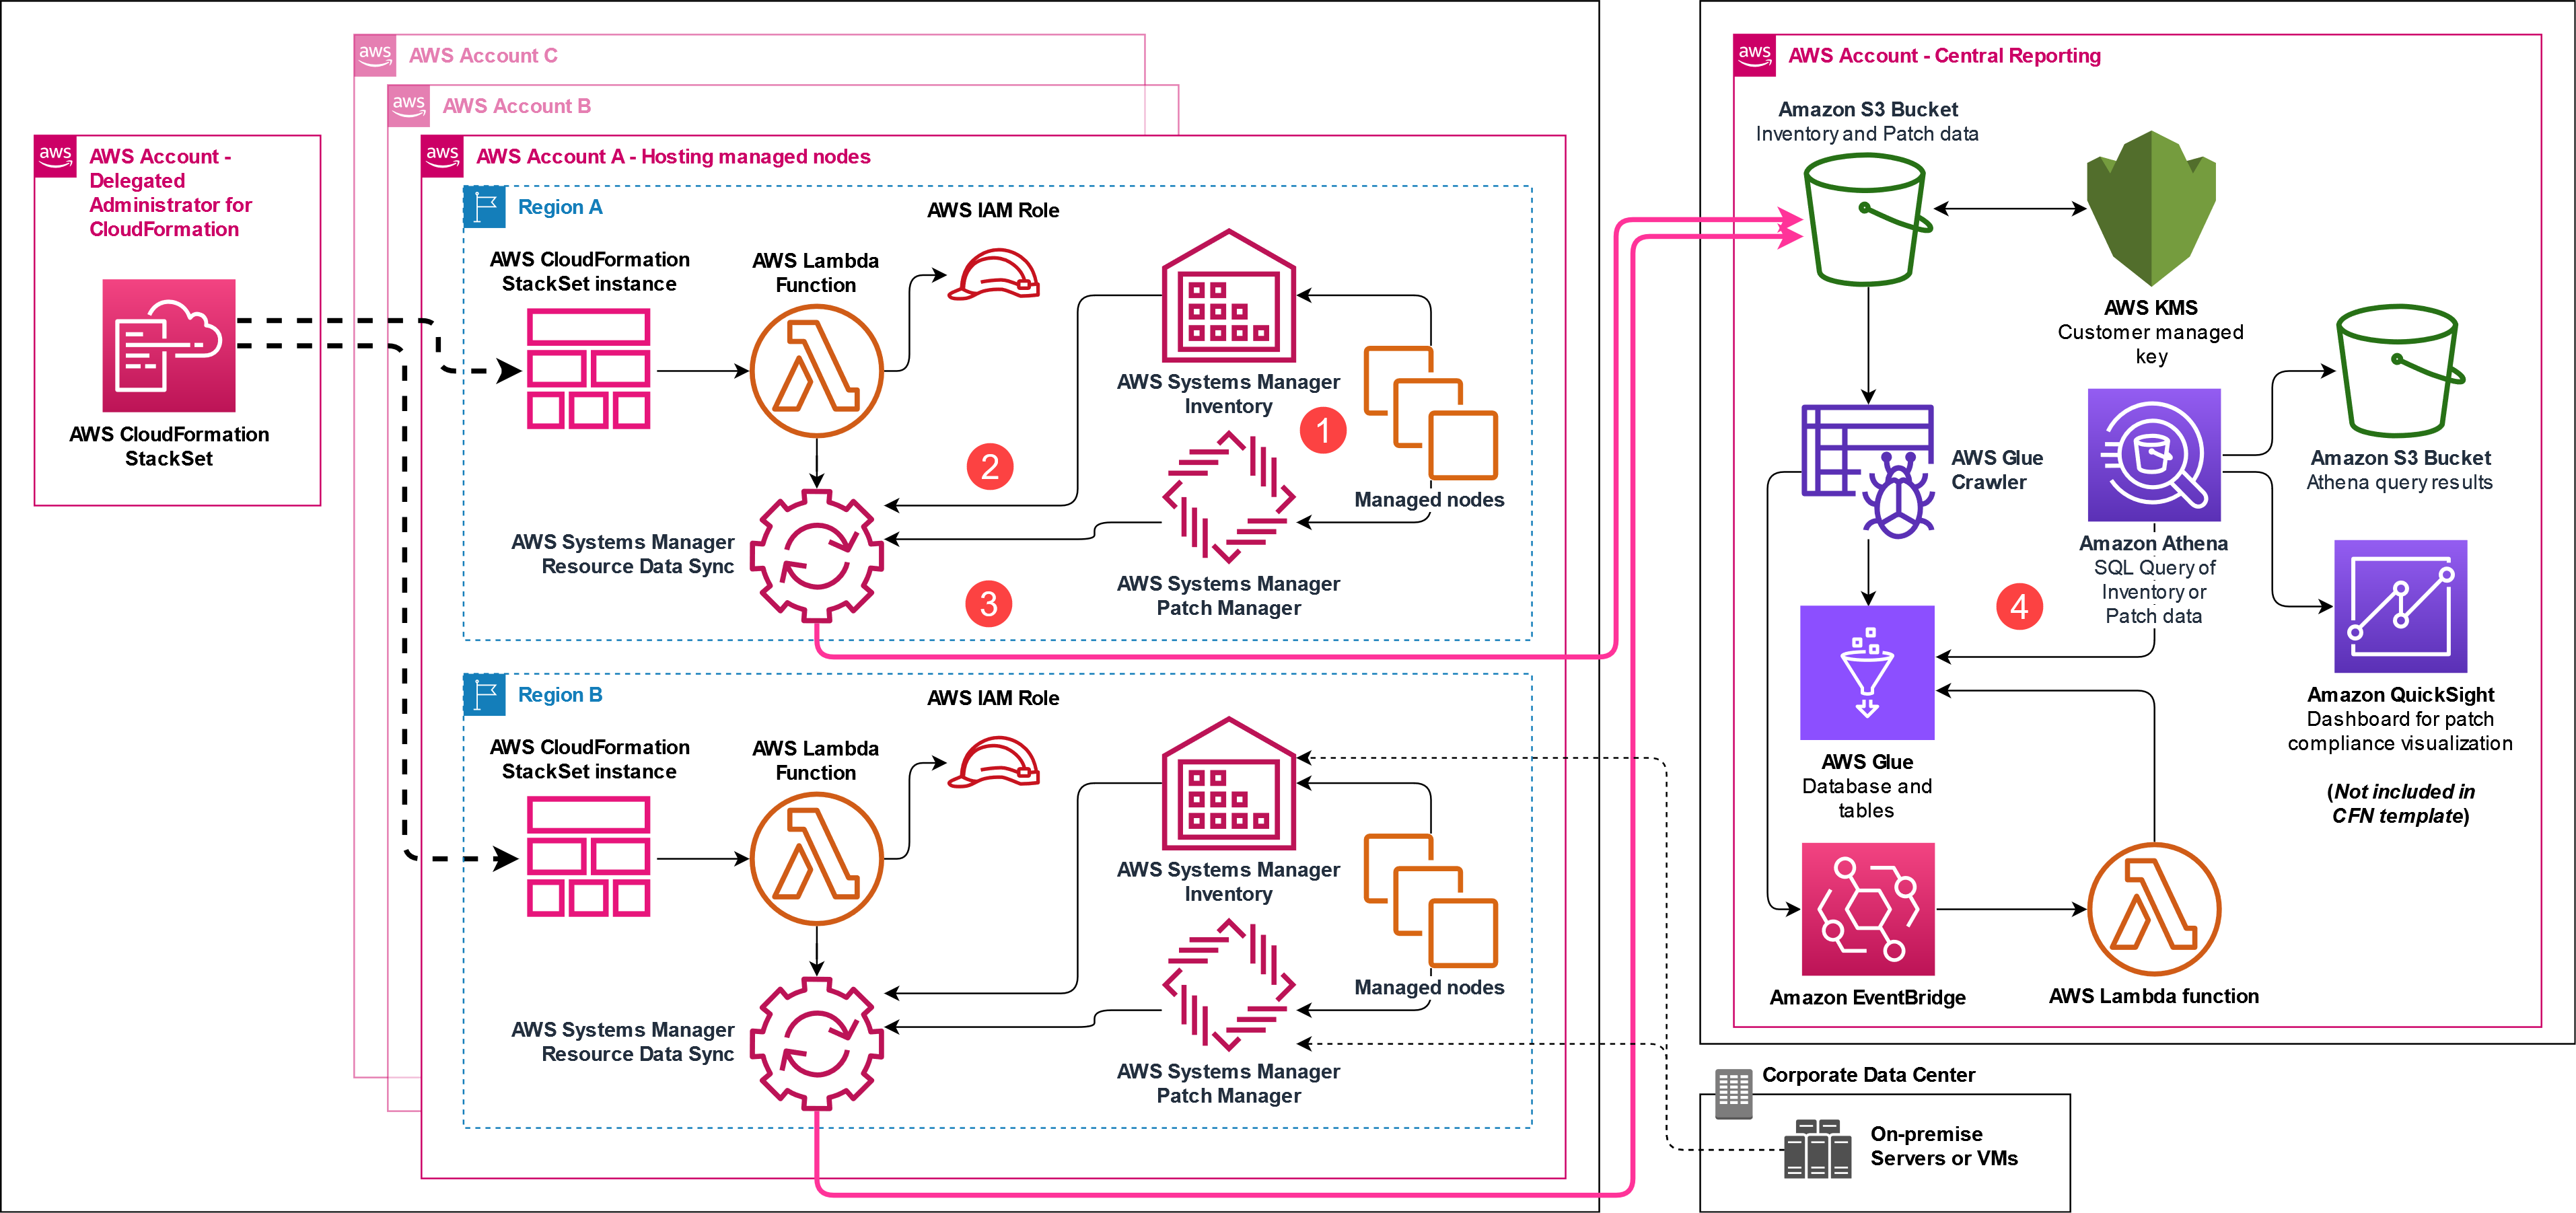 aws
AWS Account C
aws
AWS Account B
aws
AWS Account -
Delegated
Administrator for
CloudFormation
AWS CloudFormation
StackSet
aws
AWS Account A - Hosting managed nodes
Region A
AWS CloudFormation
StackSet instance
AWS Lambda
Function
AWS IAM Role
AWS Systems Manager
Inventory
1
2
Managed nodes
AWS Systems Manager
Resource Data Sync
3
AWS Systems Manager
Patch Manager
Region B
AWS CloudFormation
StackSet instance
AWS Lambda
Function
AWS IAM Role
AWS Systems Manager
Inventory
Managed nodes
AWS Systems Manager
Resource Data Sync
AWS Systems Manager
Patch Manager
aws
AWS Account - Central Reporting
Amazon S3 Bucket
Inventory and Patch data
AWS KMS
Customer managed
key
AWS Glue
Crawler
Amazon S3 Bucket
Athena query results
Amazon Athena
SQL Query of
Inventory or
Patch data
4
AWS Glue
Database and
tables
Amazon QuickSight
Dashboard for patch
compliance visualization
(Not included in
CFN template)
Amazon EventBridge
AWS Lambda function
Corporate Data Center
On-premise
Servers or VMs